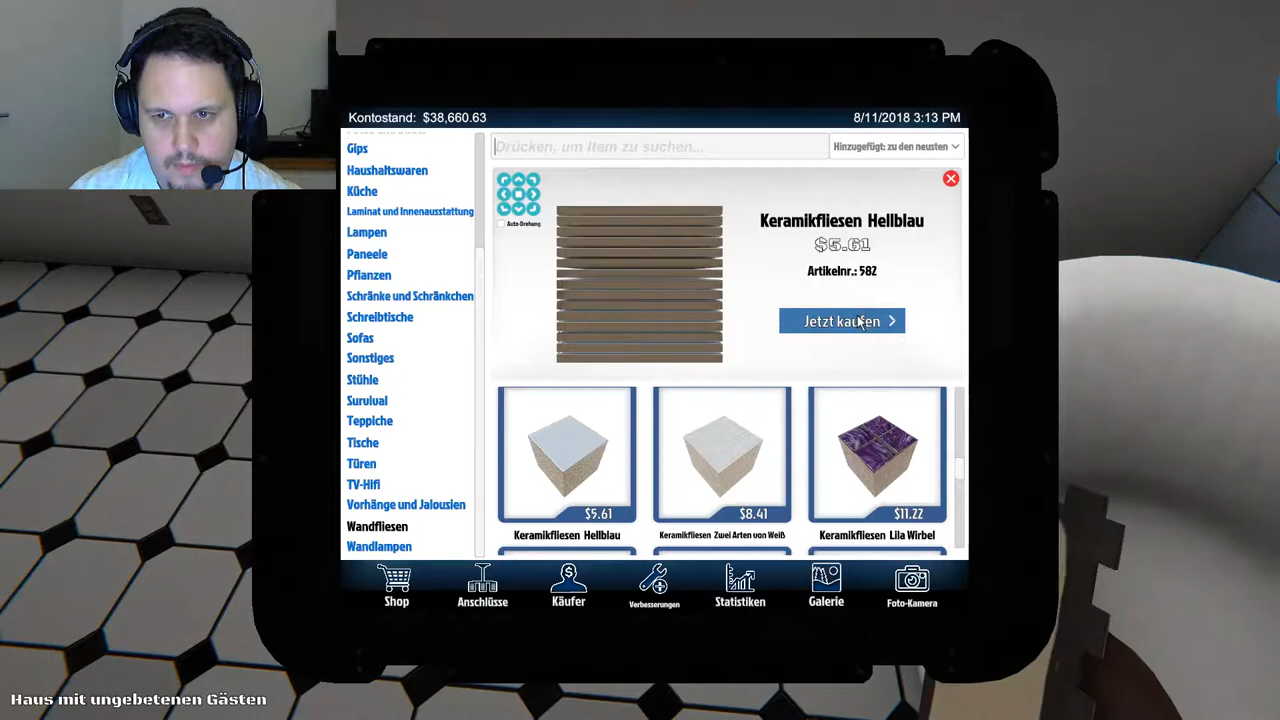 Kontostand: $38,660.63
8/11/2018 3:13 PM
Gips
Haushaltswaren
Küche
Laminat und Innenausstattung
Lampen
Paneele
Pflanzen
Schränke und Schränkchen
Schreibtische
Sofas
Sonstiges
Stühle
Survival
Teppiche
Tische
Türen
TV-Hifi
Vorhänge und Jalousien
Wandfliesen
Wandlampen
Drücken, um Item zu suchen...
Hinzugefügt: zu den neusten
Auto-Drehung
Keramikfliesen Hellblau
$5.61
Artikelnr.: 582
Jetzt kaufen
$5.61
$8.41
$11.22
Keramikfliesen Hellblau
Keramikfliesen Zwei Arten von Weiß
Keramikfliesen Lila Wirbel
Shop
Anschlüsse
Käufer
Verbesserungen
Statistiken
Galerie
Foto-Kamera
Haus mit ungebetenen Gästen